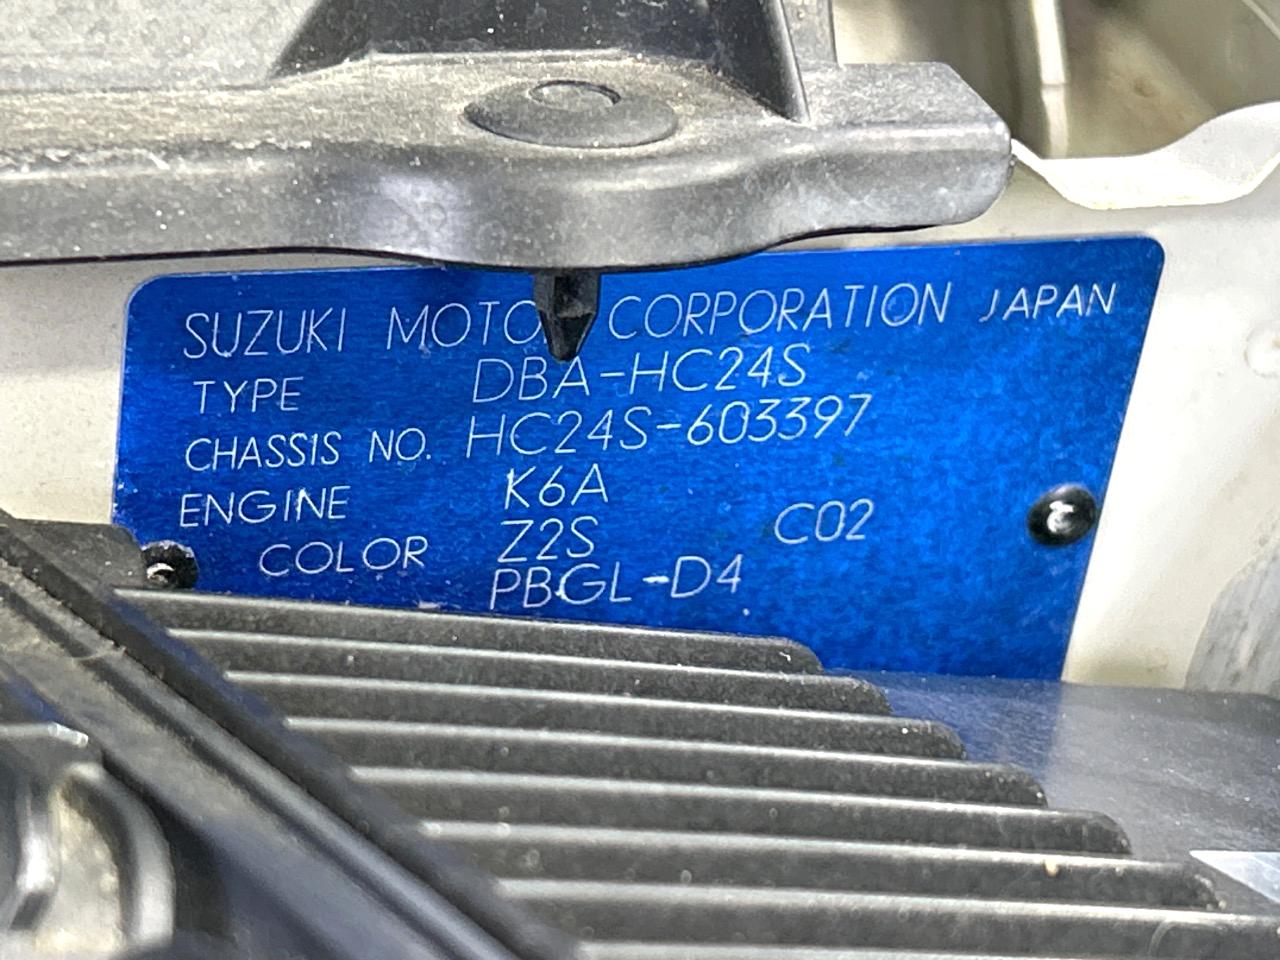 SUZUKI MOTOR CORPORATION JAPAN
TYPE DBA-HC24S
CHASSIS NO. HC24S-603397
ENGINE K6A
COLOR Z2S C02
PBGL-D4